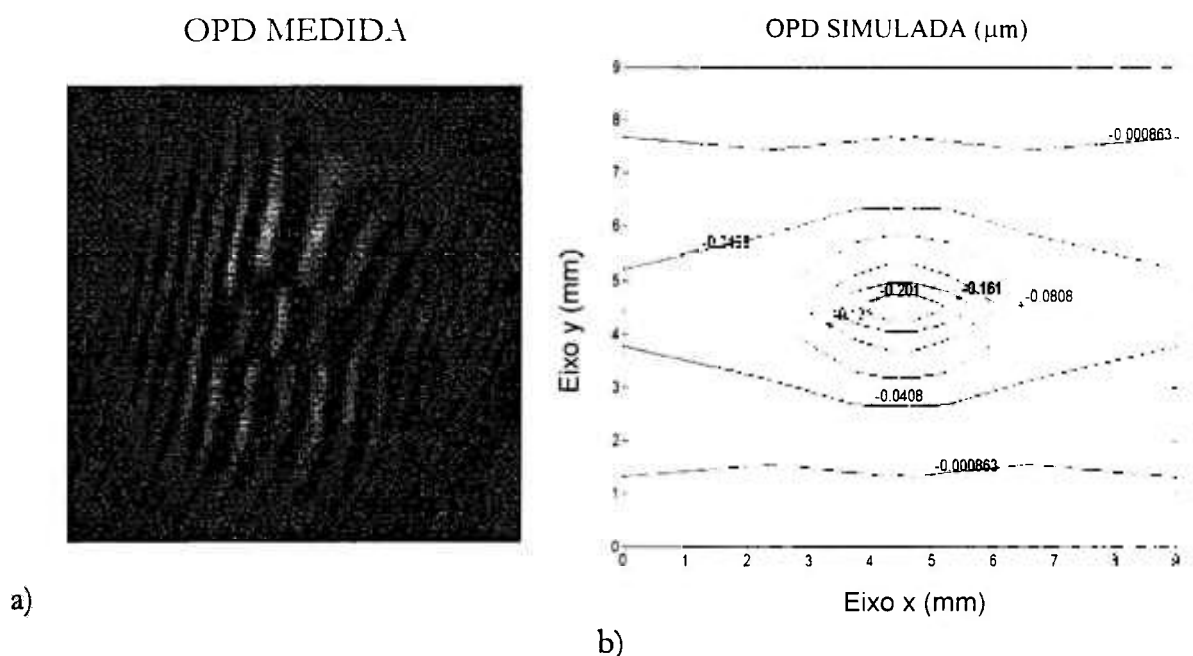 OPD MEDIDA
OPD SIMULADA (µm)
9
8
7
6
5
4
3
2
1
0
-0.000863
-0.201
-0.161
-0.0808
-0.0408
-0.000863
0 1 2 3 4 5 6 7 8 9
Eixo y (mm)
Eixo x (mm)
a)
b)